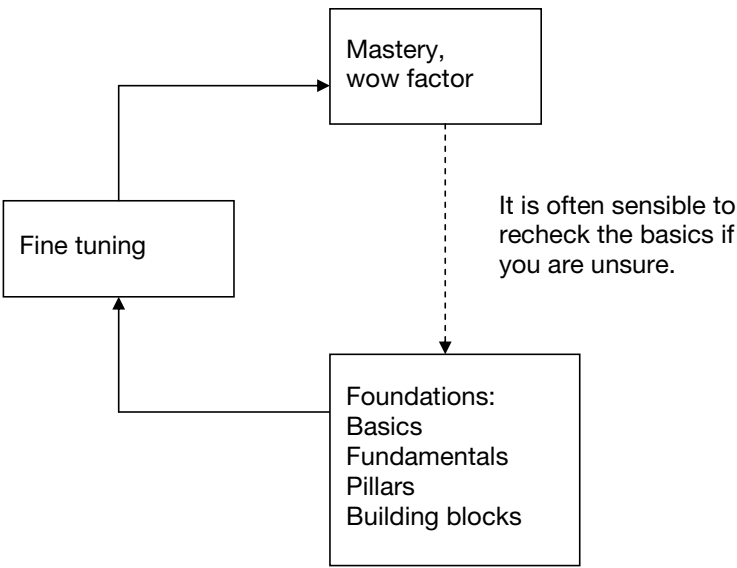 Mastery,
wow factor
Fine tuning
It is often sensible to
recheck the basics if
you are unsure.
Foundations:
Basics
Fundamentals
Pillars
Building blocks